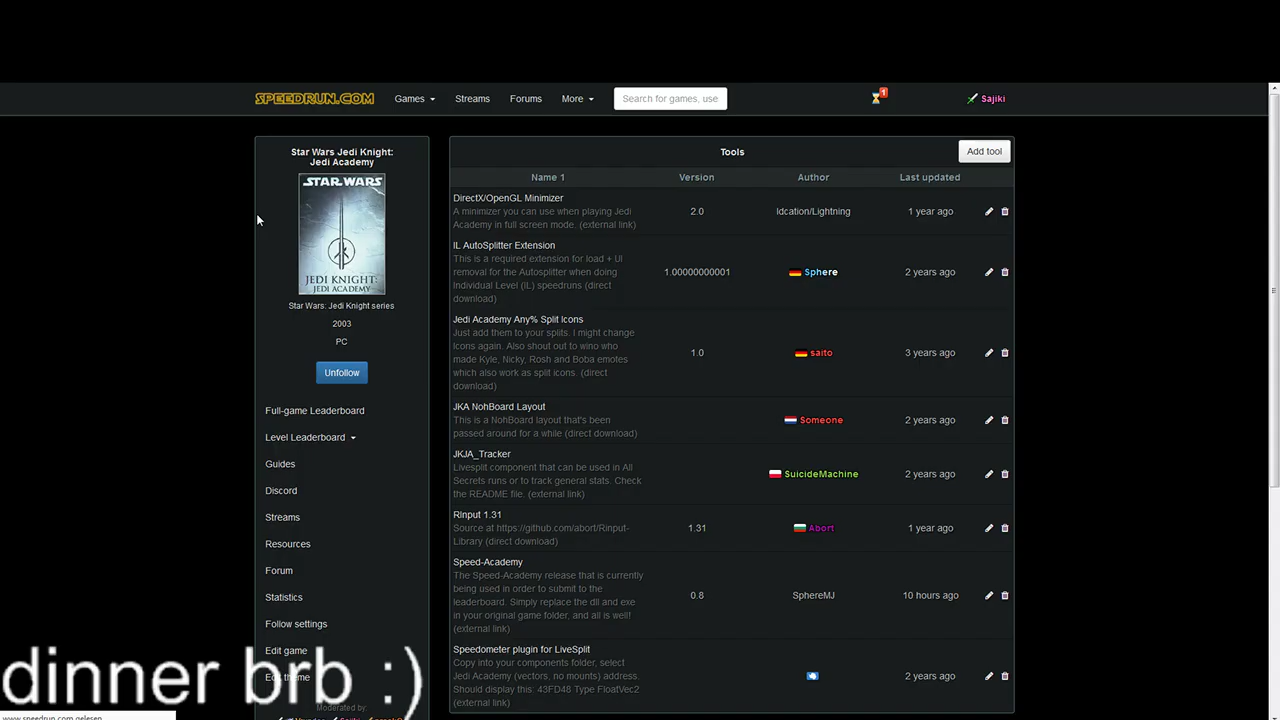 SPEEDRUN.COM
Games
Streams
Forums
More
Search for games, use
1
Sajiki
Star Wars Jedi Knight:
Jedi Academy
STAR WARS
JEDI KNIGHT
JEDI ACADEMY
Star Wars: Jedi Knight series
2003
PC
Unfollow
Full-game Leaderboard
Level Leaderboard
Guides
Discord
Streams
Resources
Forum
Statistics
Follow settings
Edit game
Edit theme
Moderated by:
Tools
Add tool
Name 1 Version Author Last updated
DirectX/OpenGL Minimizer
A minimizer you can use when playing Jedi
Academy in full screen mode. (external link)
2.0 Idcation/Lightning 1 year ago
IL AutoSplitter Extension
This is a required extension for load + UI
removal for the Autosplitter when doing
Individual Level (IL) speedruns (direct
download)
1.00000000001 Sphere 2 years ago
Jedi Academy Any% Split Icons
Just add them to your splits. I might change
Icons again. Also shout out to wino who
made Kyle, Nicky, Rosh and Boba emotes
which also work as split icons. (direct
download)
1.0 saito 3 years ago
JKA NohBoard Layout
This is a NohBoard layout that's been
passed around for a while (direct download)
Someone 2 years ago
JKJA_Tracker
Livesplit component that can be used in All
Secrets runs or to track general stats. Check
the README file. (external link)
SuicideMachine 2 years ago
RInput 1.31
Source at https://github.com/abort/Rinput-
Library (direct download)
1.31 Abort 1 year ago
Speed-Academy
The Speed-Academy release that is currently
being used in order to submit to the
leaderboard. Simply replace the dll and exe
in your original game folder, and all is well!
(external link)
0.8 SphereMJ 10 hours ago
Speedometer plugin for LiveSplit
Copy into your components folder, select
Jedi Academy (vectors, no mounts) address.
Should display this: 43FD48 Type FloatVec2
(external link)
2 years ago
dinner brb :)
www.speedrun.com gelesen